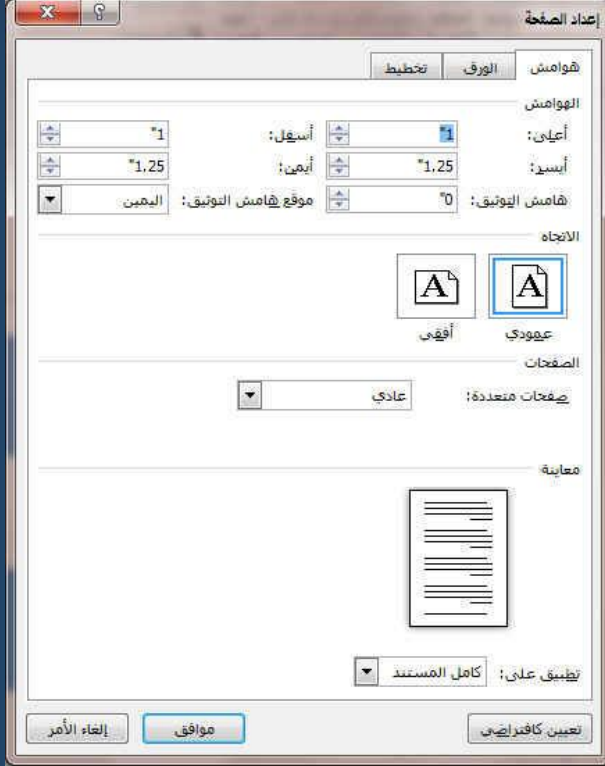 إعداد الصفحة
هوامش الورق تخطيط
الهوامش
أعلى: 1" أسفل: 1"
أيسر: 1.25" أيمن: 1.25"
هامش التوثيق: 0" موقع هامش التوثيق: اليمين
الاتجاه
A A
عمودي أفقي
الصفحات
صفحات متعددة: عادي
معاينة
تطبيق على: كامل المستند
تعيين كافتراضي موافق إلغاء الأمر